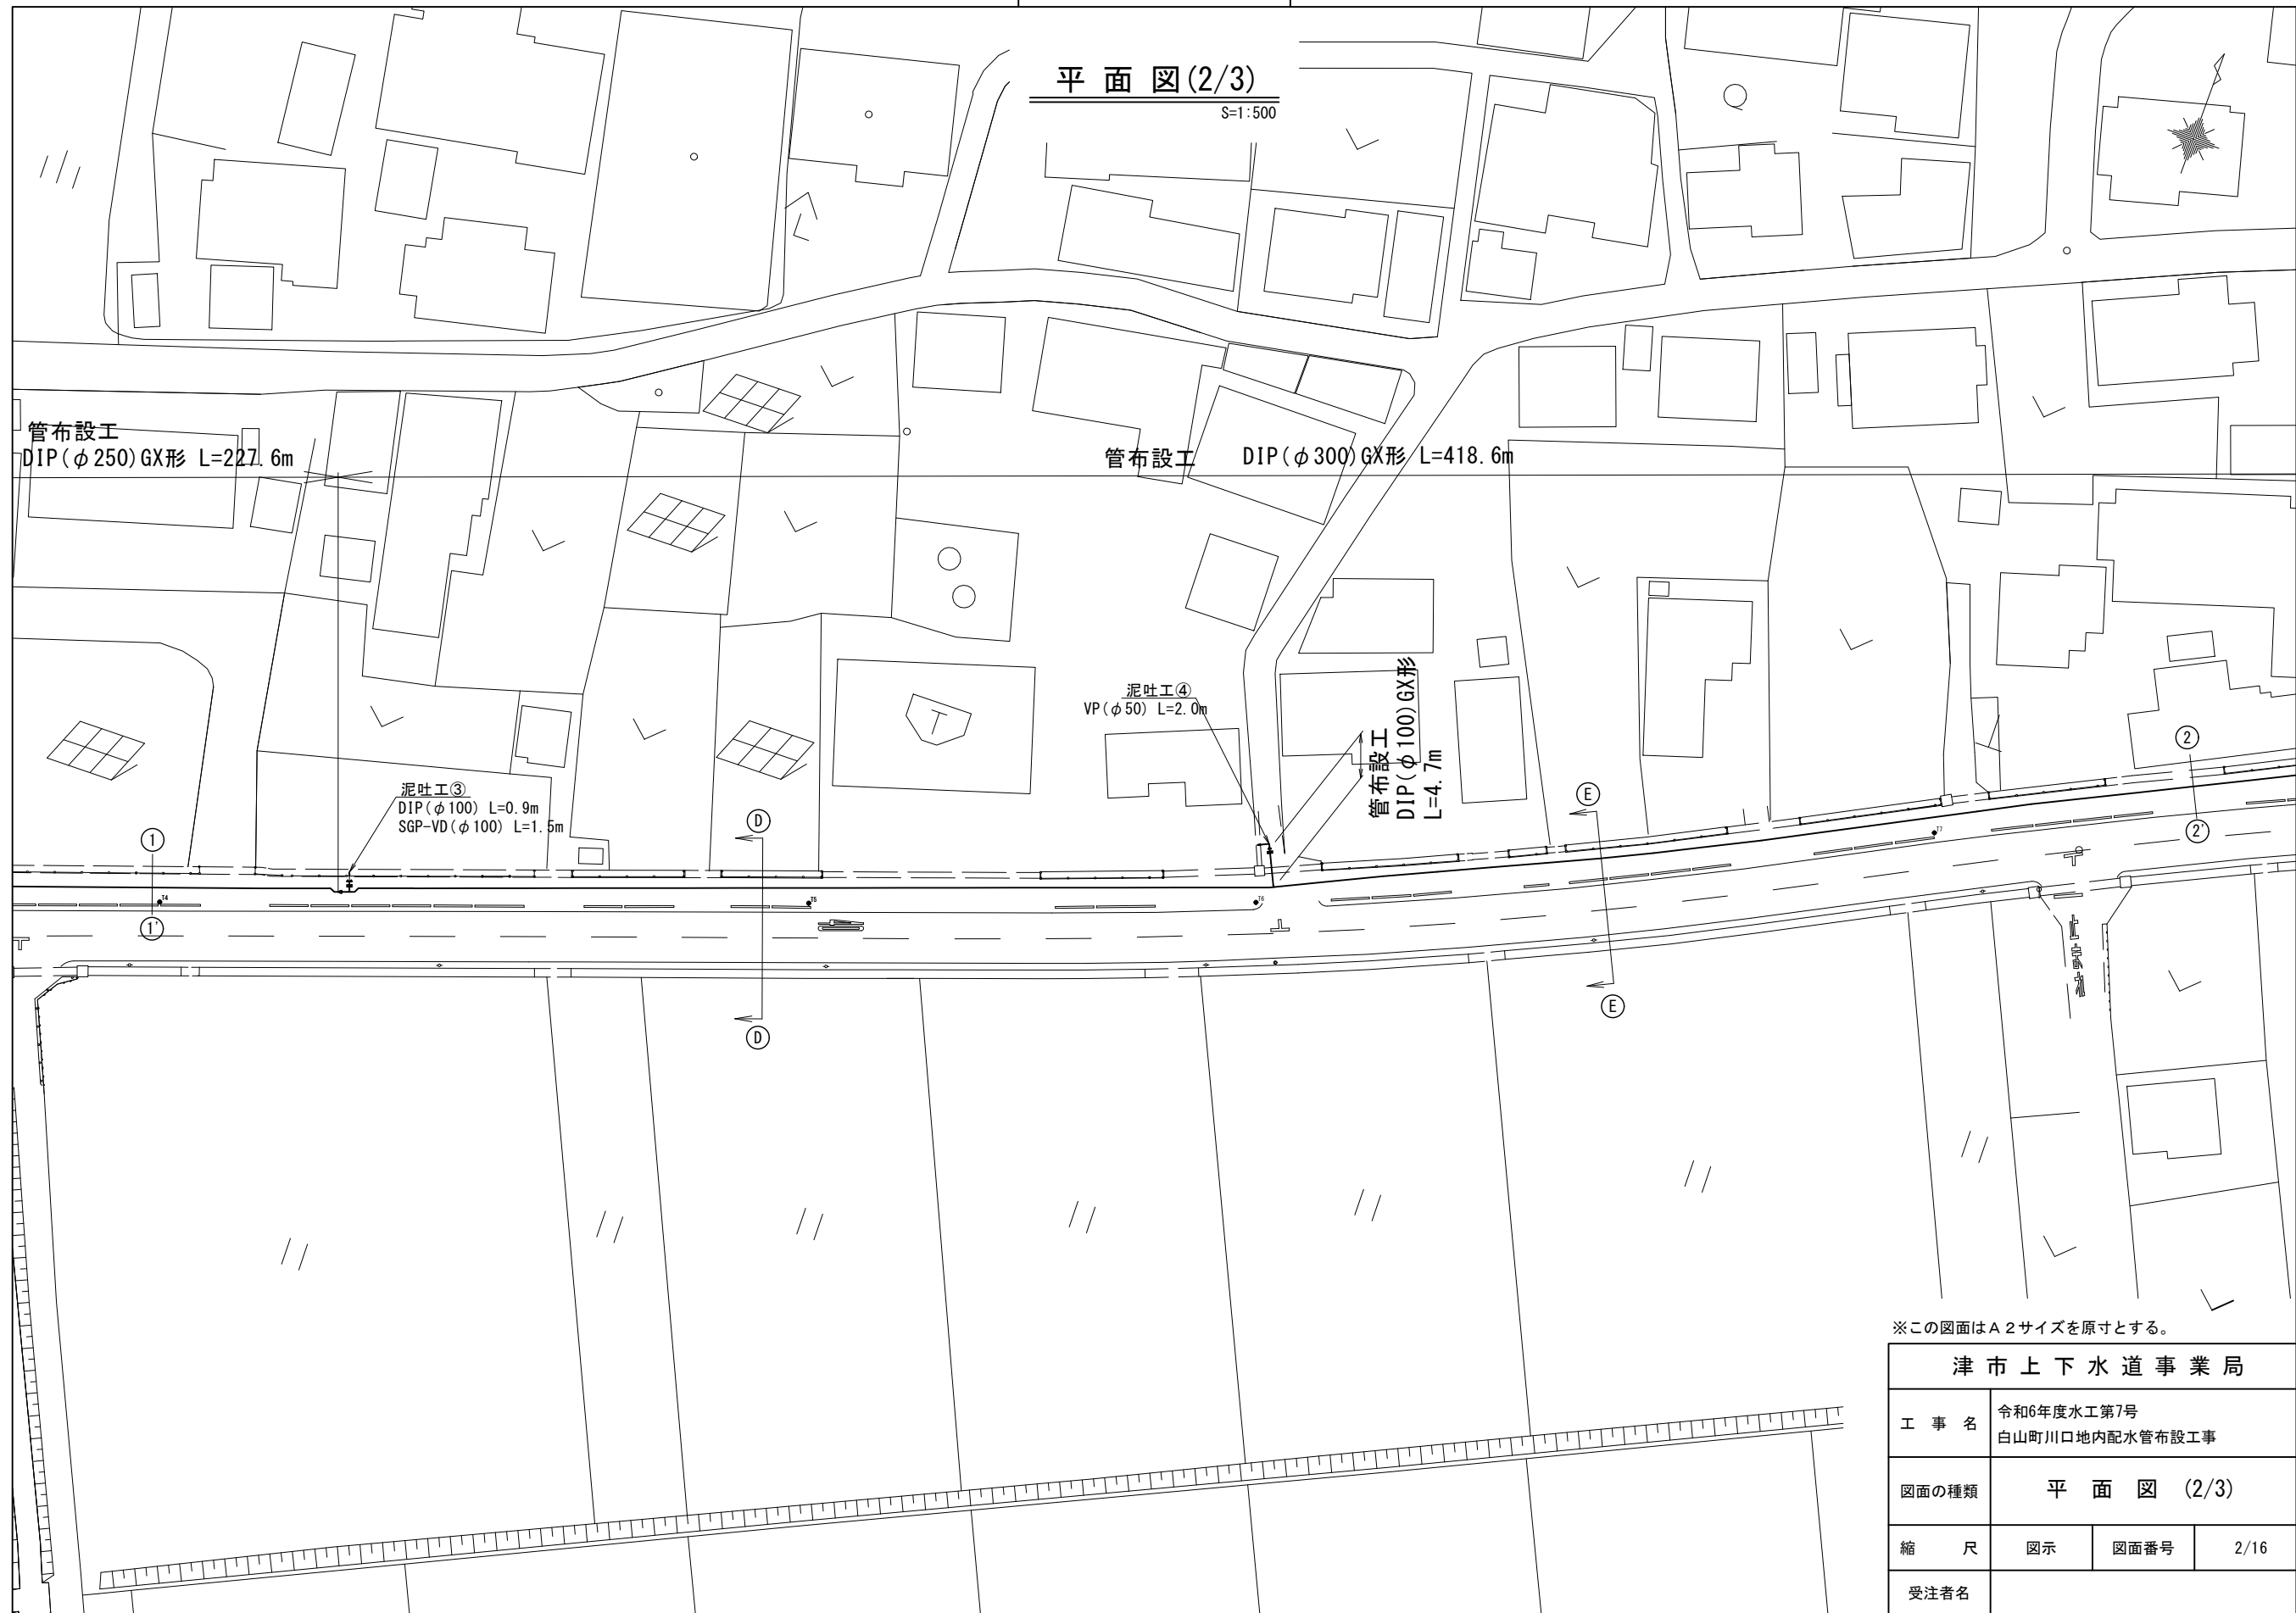 平 面 図(2/3)
S=1:500
管布設工
DIP(φ250)GX形 L=227.6m
管布設工 DIP(φ300)GX形 L=418.6m
泥吐工④
VP(φ50) L=2.0m
管布設工
DIP(φ100)GX形
L=4.7m
泥吐工③
DIP(φ100) L=0.9m
SGP-VD(φ100) L=1.5m
①
①'
D
D
E
E
②
②'
T4
T5
T6
T7
※この図面はA2サイズを原寸とする。
津市上下水道事業局
工事名
令和6年度水工第7号
白山町川口地内配水管布設工事
図面の種類
平 面 図 (2/3)
縮 尺
図示
図面番号
2/16
受注者名